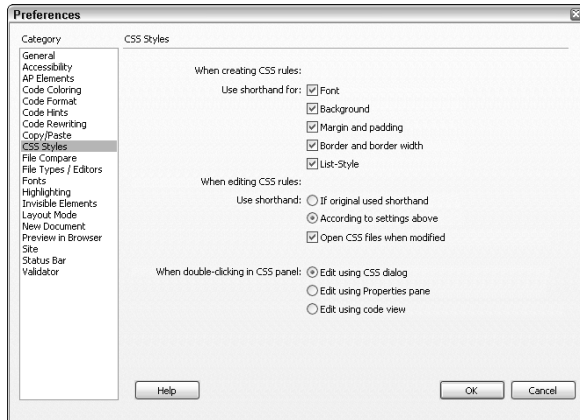 Preferences
Category
CSS Styles
General
Accessibility
AP Elements
Code Coloring
Code Format
Code Hints
Code Rewriting
Copy/Paste
CSS Styles
File Compare
File Types / Editors
Fonts
Highlighting
Invisible Elements
Layout Mode
New Document
Preview in Browser
Site
Status Bar
Validator
When creating CSS rules:
Use shorthand for: Font
Background
Margin and padding
Border and border width
List-Style
When editing CSS rules:
Use shorthand: If original used shorthand
According to settings above
Open CSS files when modified
When double-clicking in CSS panel: Edit using CSS dialog
Edit using Properties pane
Edit using code view
Help OK Cancel